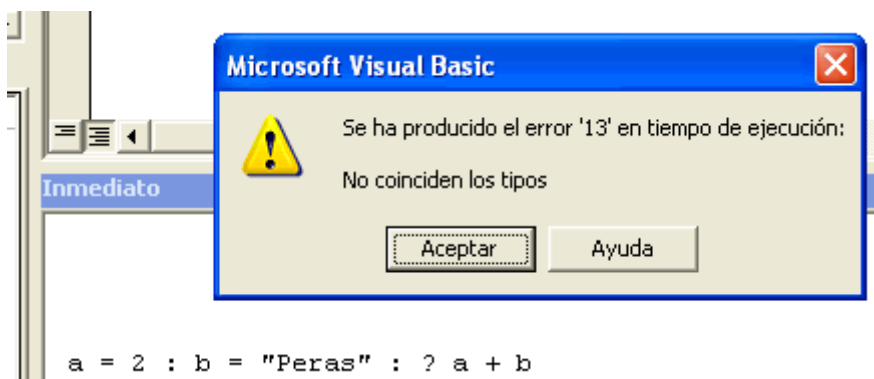 Microsoft Visual Basic
Se ha producido el error '13' en tiempo de ejecución:
No coinciden los tipos
Aceptar Ayuda
Inmediato
a = 2 : b = "Peras" : ? a + b